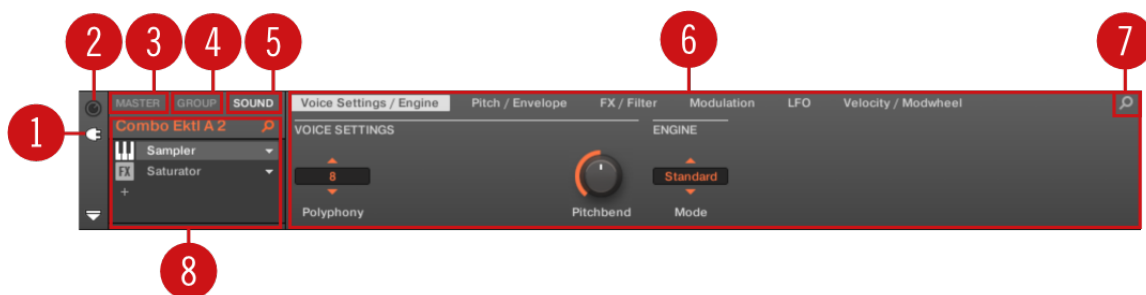 2 3 4 5 6 7
MASTER GROUP SOUND Voice Settings / Engine Pitch / Envelope FX / Filter Modulation LFO Velocity / Modwheel
1 Combo Ektl A 2 VOICE SETTINGS ENGINE
Sampler
FX Saturator 8 Standard
+
Polyphony Pitchbend Mode
8